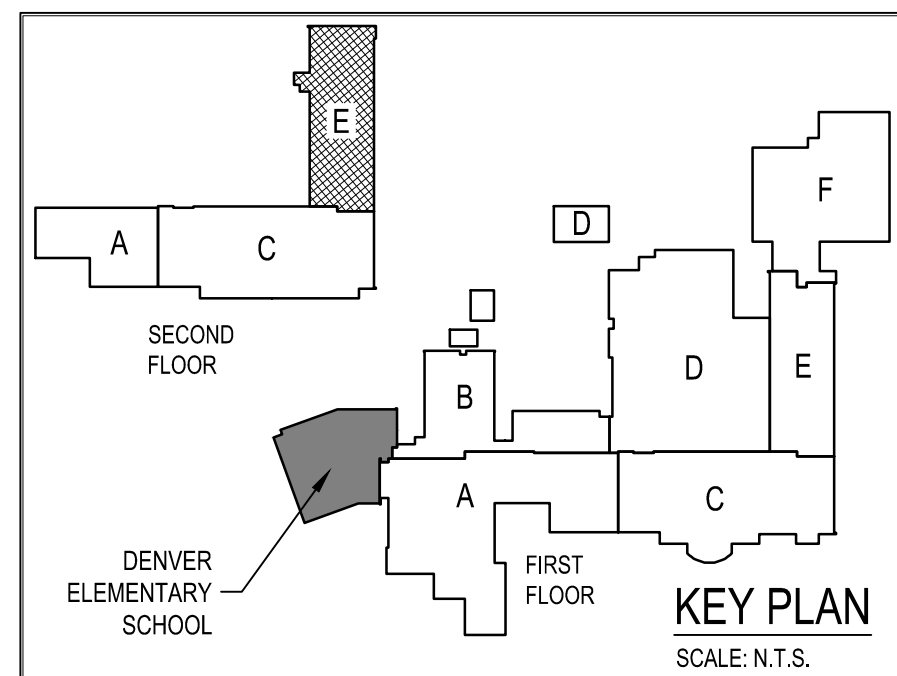 E
A
C
SECOND
FLOOR
F
D
D
E
B
A
C
DENVER
ELEMENTARY
SCHOOL
FIRST
FLOOR
KEY PLAN
SCALE: N.T.S.